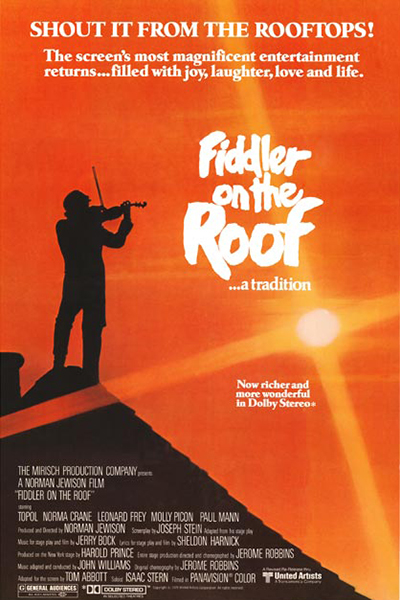 SHOUT IT FROM THE ROOFTOPS!
The screen's most magnificent entertainment
returns...filled with joy, laughter, love and life.
Fiddler
on the
Roof
...a tradition
Now richer and
more wonderful
in Dolby Stereo*
THE MIRISCH PRODUCTION COMPANY presents
A NORMAN JEWISON FILM
"FIDDLER ON THE ROOF"
starring
TOPOL NORMA CRANE LEONARD FREY MOLLY PICON PAUL MANN
Produced and Directed by NORMAN JEWISON Screenplay by JOSEPH STEIN Adapted from his stage play
Music for stage play and film by JERRY BOCK Lyrics for stage play and film by SHELDON HARNICK
Produced on the New York stage by HAROLD PRINCE Entire stage production directed and choreographed by JEROME ROBBINS
Music adapted and conducted by JOHN WILLIAMS Original choreography by JEROME ROBBINS
Adapted for the screen by TOM ABBOTT Soloist ISAAC STERN Filmed in PANAVISION® COLOR
G GENERAL AUDIENCES
DOLBY STEREO
United Artists
A Transamerica Company